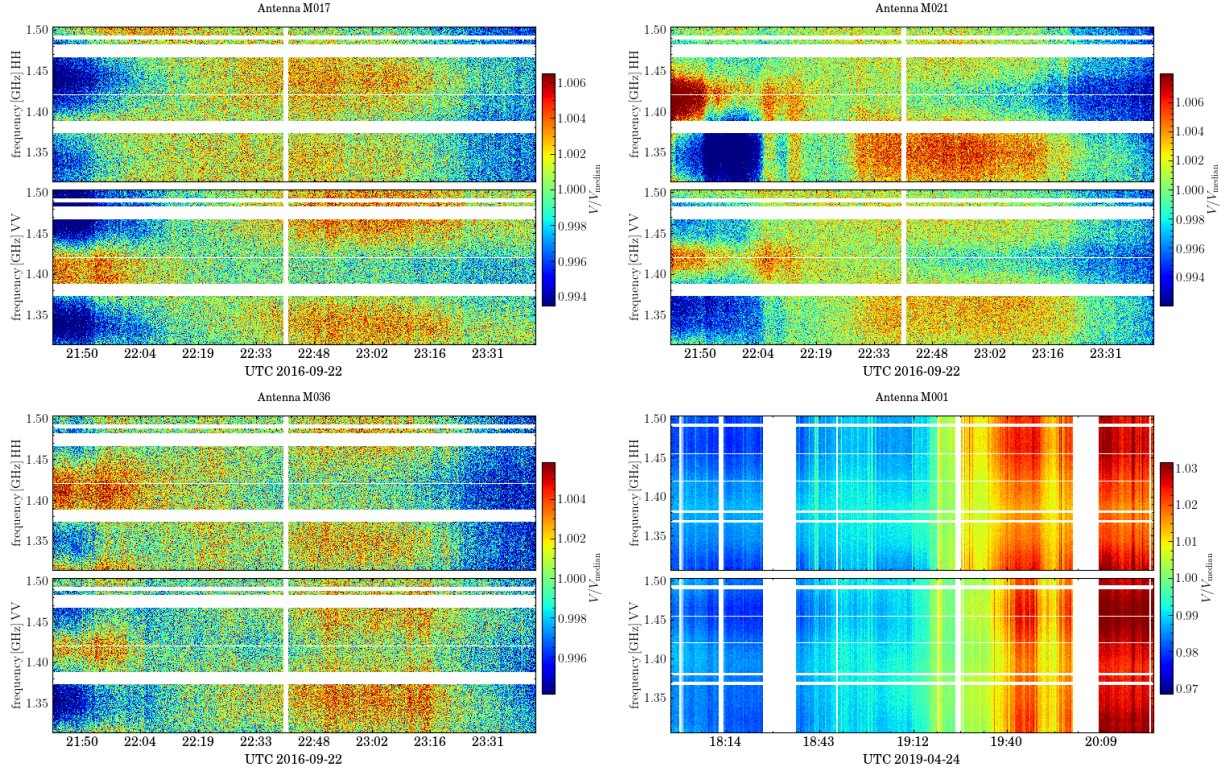 Antenna M017
1.50
1.45
1.40
1.35
frequency [GHz] HH
1.50
1.45
1.40
1.35
frequency [GHz] VV
21:50 22:04 22:19 22:33 22:48 23:02 23:16 23:31
UTC 2016-09-22
1.006
1.004
1.002
1.000
0.998
0.996
0.994
V/V_median
Antenna M021
1.50
1.45
1.40
1.35
frequency [GHz] HH
1.50
1.45
1.40
1.35
frequency [GHz] VV
21:50 22:04 22:19 22:33 22:48 23:02 23:16 23:31
UTC 2016-09-22
1.006
1.003
1.000
0.997
0.994
V/V_median
Antenna M036
1.50
1.45
1.40
1.35
frequency [GHz] HH
1.50
1.45
1.40
1.35
frequency [GHz] VV
21:50 22:04 22:19 22:33 22:48 23:02 23:16 23:31
UTC 2016-09-22
1.004
1.002
1.000
0.998
0.996
V/V_median
Antenna M001
1.50
1.45
1.40
1.35
frequency [GHz] HH
1.50
1.45
1.40
1.35
frequency [GHz] VV
18:14 18:43 19:12 19:40 20:09
UTC 2019-04-24
1.03
1.02
1.01
1.00
0.99
0.98
0.97
V/V_median